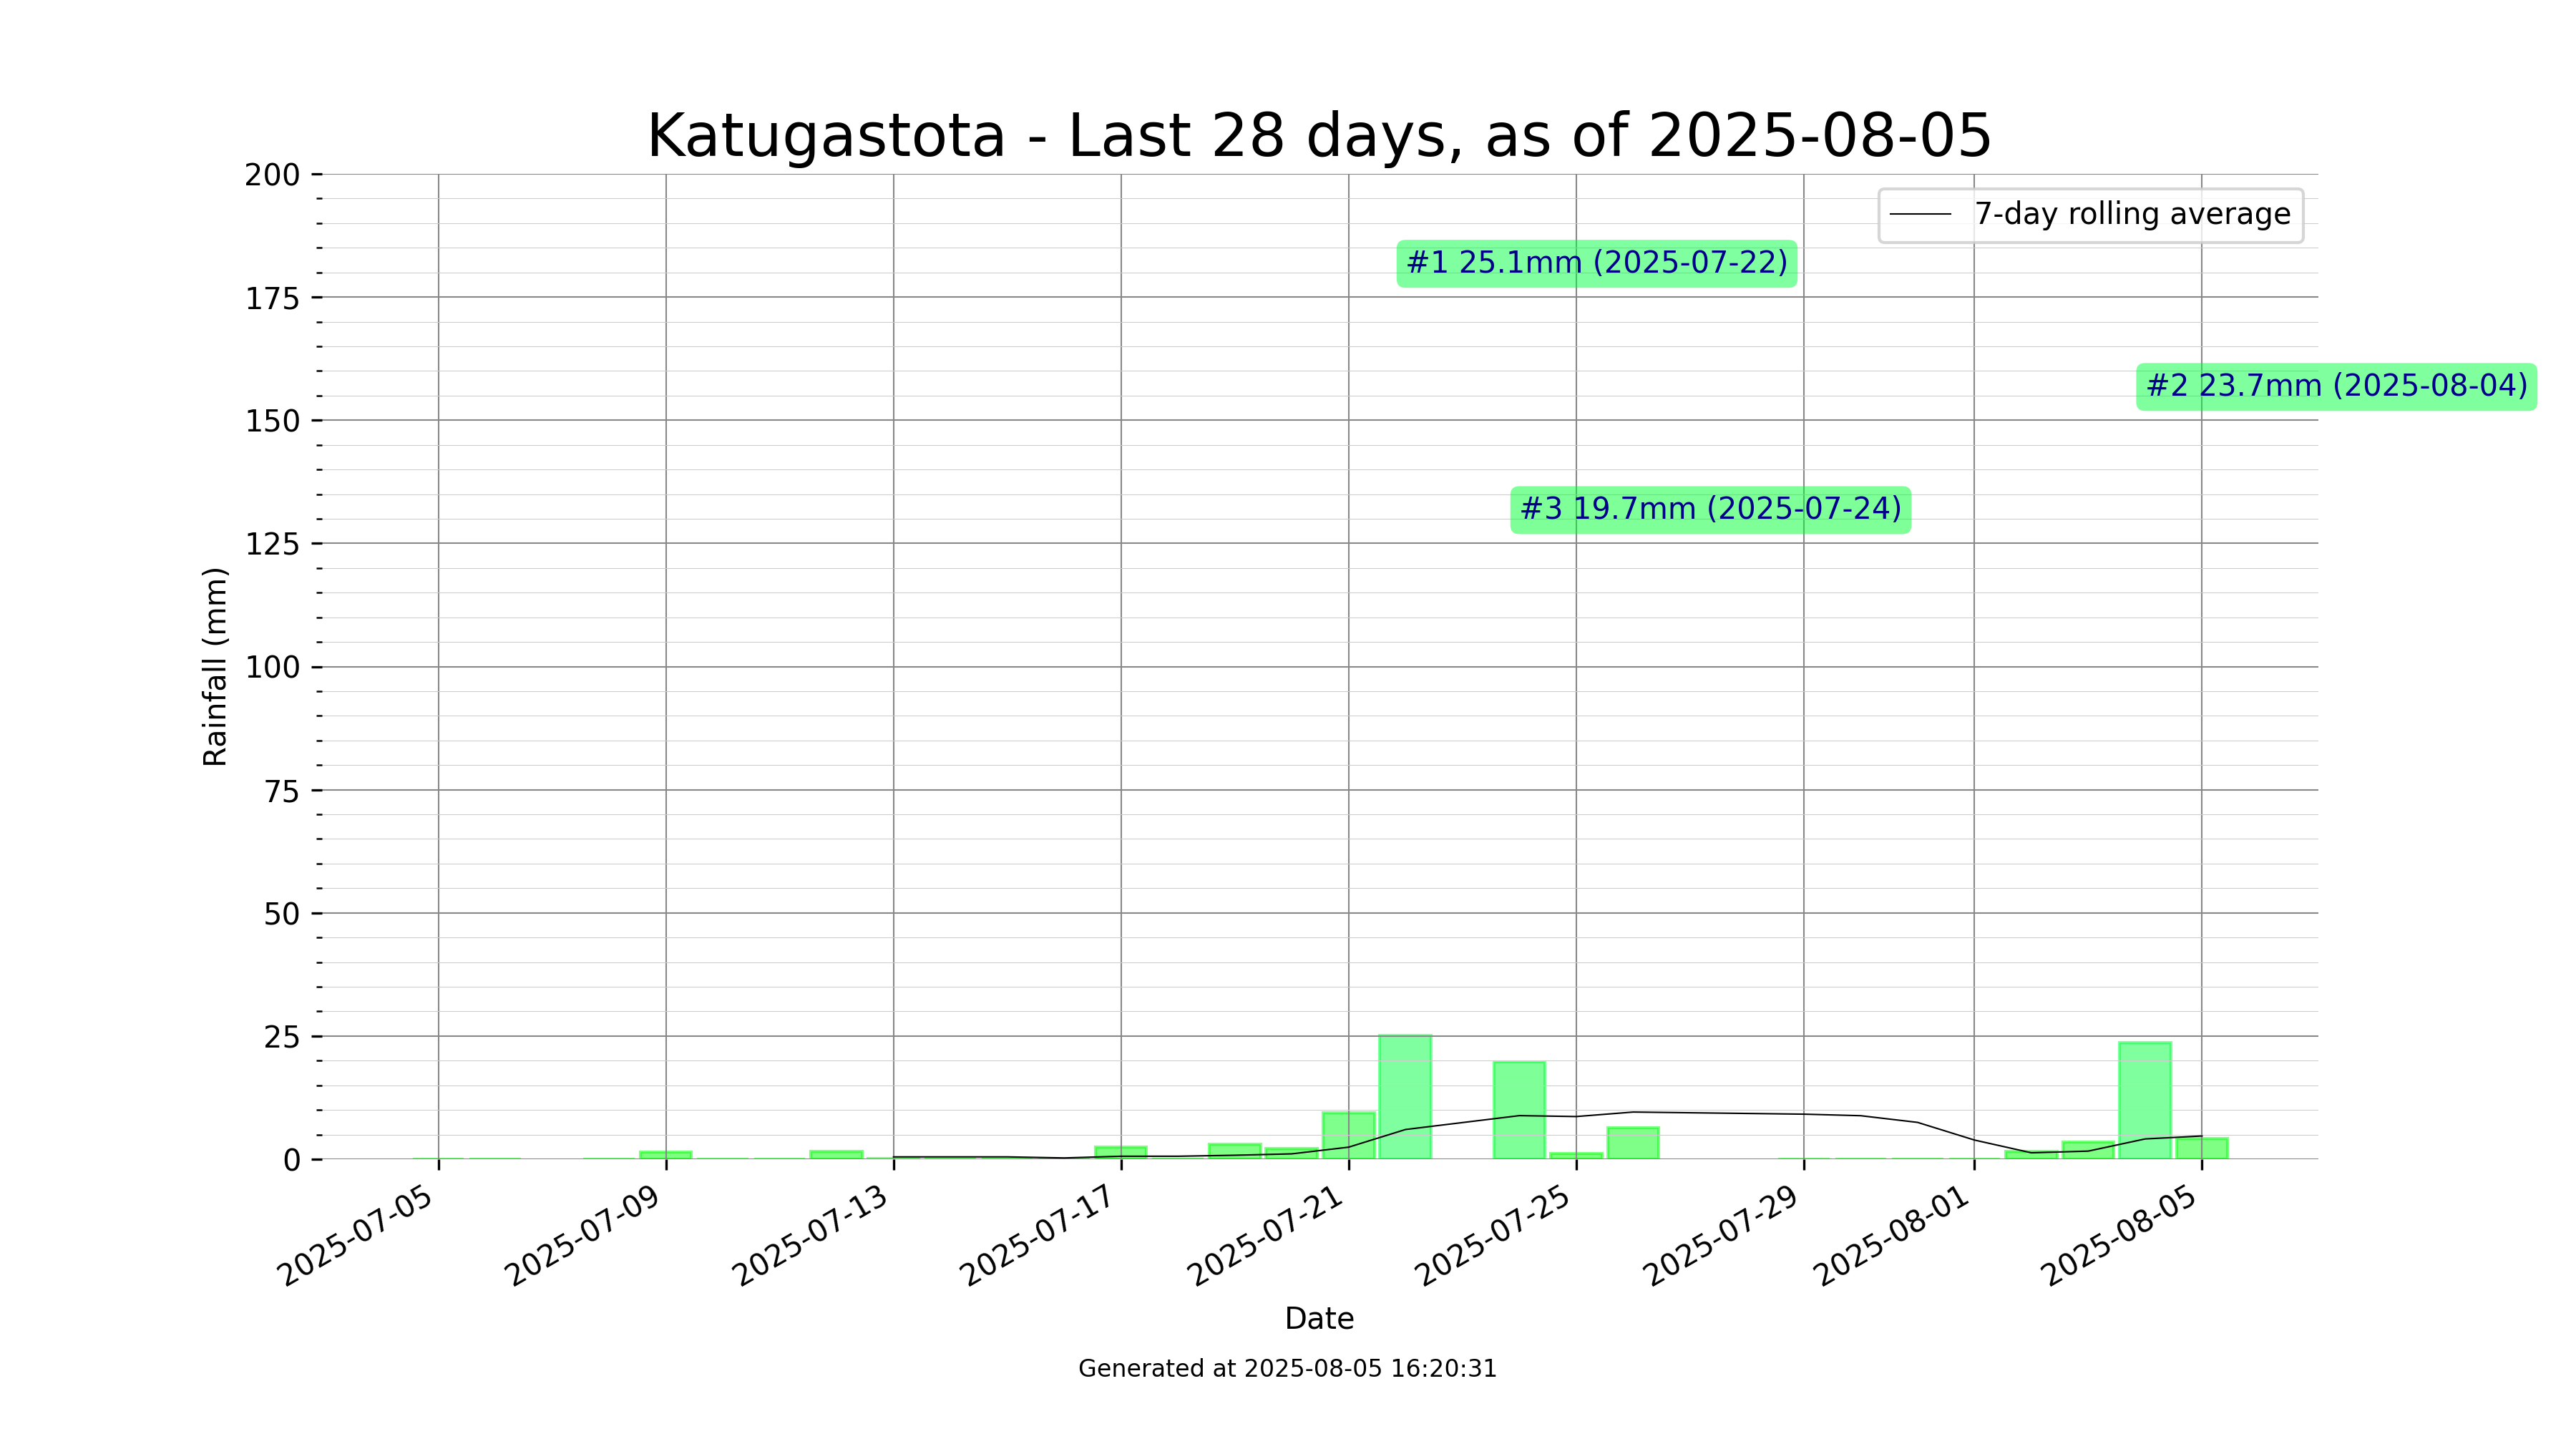 Katugastota - Last 28 days, as of 2025-08-05
7-day rolling average
#1 25.1mm (2025-07-22)
#2 23.7mm (2025-08-04)
#3 19.7mm (2025-07-24)
Rainfall (mm)
200
175
150
125
100
75
50
25
0
2025-07-05
2025-07-09
2025-07-13
2025-07-17
2025-07-21
2025-07-25
2025-07-29
2025-08-01
2025-08-05
Date
Generated at 2025-08-05 16:20:31